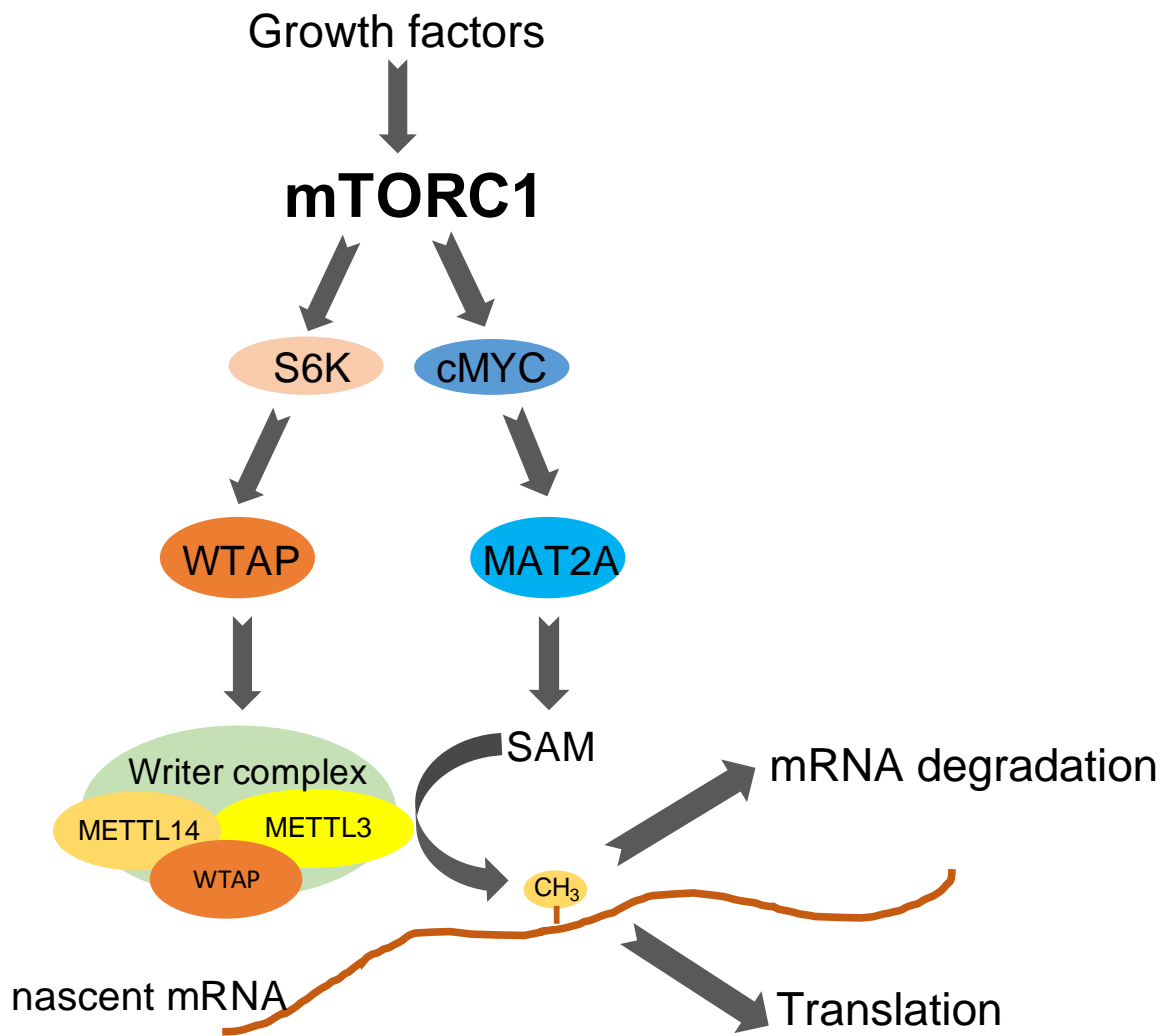 Growth factors
mTORC1
S6K
cMYC
WTAP
MAT2A
SAM
Writer complex
METTL14
METTL3
WTAP
CH₃
mRNA degradation
nascent mRNA
Translation